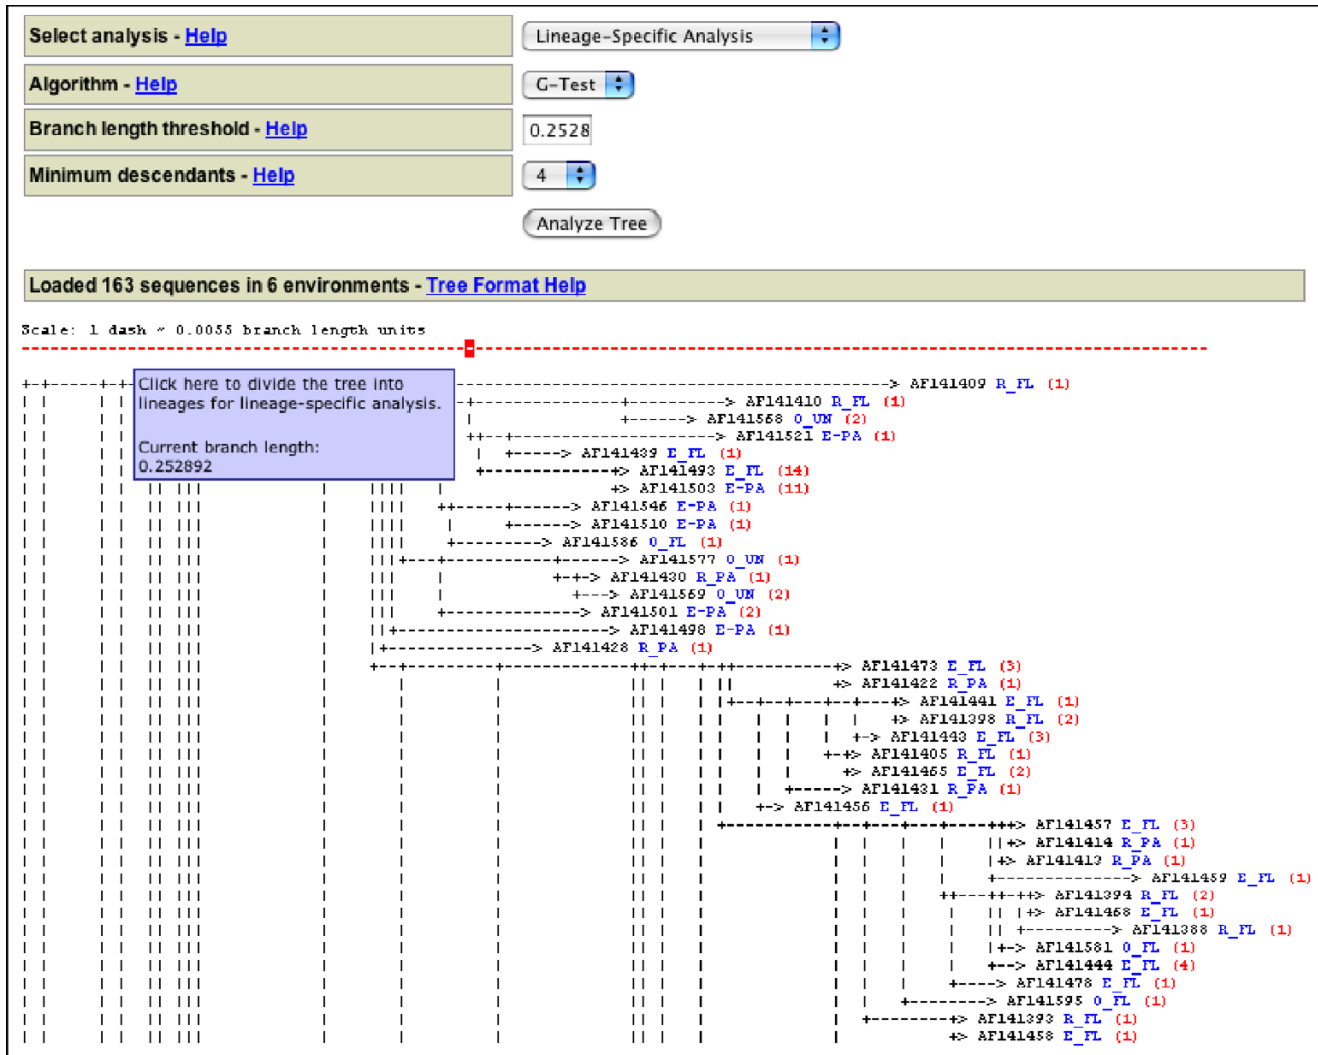 Select analysis - Help
Lineage-Specific Analysis
Algorithm - Help
G-Test
Branch length threshold - Help
0.2528
Minimum descendants - Help
4
Analyze Tree
Loaded 163 sequences in 6 environments - Tree Format Help
Scale: 1 dash ~ 0.0055 branch length units
Click here to divide the tree into
lineages for lineage-specific analysis.
Current branch length:
0.252892
AF141409 R_FL (1)
AF141410 R_FL (1)
AF141568 O_UN (2)
AF141521 E-PA (1)
AF141439 E_FL (1)
AF141493 E_FL (14)
AF141503 E-PA (11)
AF141546 E-PA (1)
AF141510 E-PA (1)
AF141586 O_FL (1)
AF141577 O_UN (1)
AF141430 R_PA (1)
AF141569 O_UN (2)
AF141501 E-PA (2)
AF141498 E-PA (1)
AF141428 R_PA (1)
AF141473 E_FL (3)
AF141422 R_PA (1)
AF141441 E_FL (1)
AF141398 R_FL (2)
AF141443 E_FL (3)
AF141405 R_FL (1)
AF141465 E_FL (2)
AF141431 R_PA (1)
AF141456 E_FL (1)
AF141457 E_FL (3)
AF141414 R_PA (1)
AF141413 R_PA (1)
AF141459 E_FL (1)
AF141394 R_FL (2)
AF141468 E_FL (1)
AF141388 R_FL (1)
AF141581 O_FL (1)
AF141444 E_FL (4)
AF141478 E_FL (1)
AF141595 O_FL (1)
AF141393 R_FL (1)
AF141458 E_FL (1)